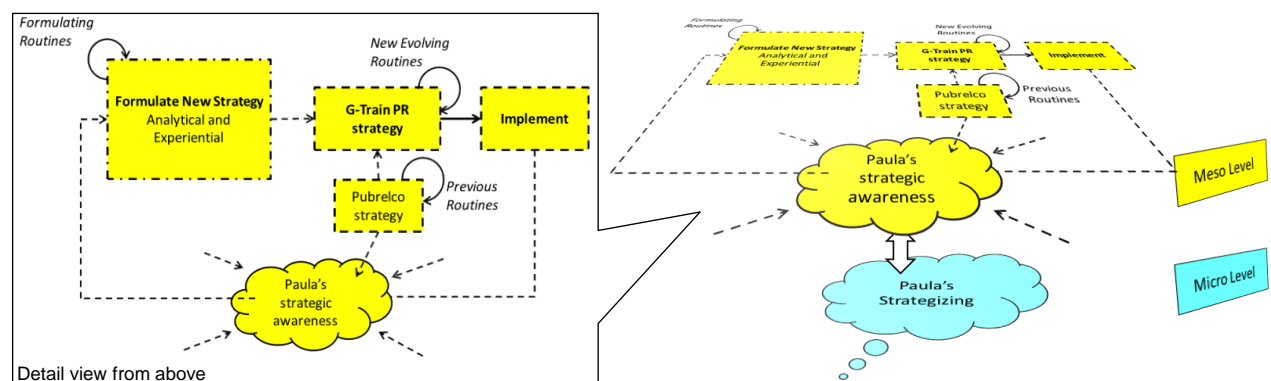 Formulating
Routines
New Evolving
Routines
Formulate New Strategy
Analytical and
Experiential
G-Train PR
strategy
Implement
Pubrelco
strategy
Previous
Routines
Paula's
strategic
awareness
Detail view from above
Formulating
Routines
New Evolving
Routines
Formulate New Strategy
Analytical and
Experiential
G-Train PR
strategy
Implement
Pubrelco
strategy
Previous
Routines
Paula's
strategic
awareness
Meso Level
Paula's
Strategizing
Micro Level